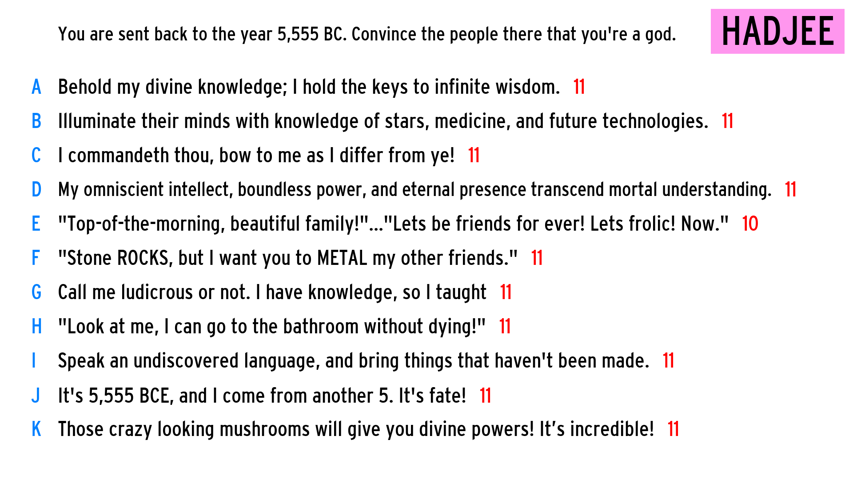 You are sent back to the year 5,555 BC. Convince the people there that you're a god.
HADJEE
A Behold my divine knowledge; I hold the keys to infinite wisdom. 11
B Illuminate their minds with knowledge of stars, medicine, and future technologies. 11
C I commandeth thou, bow to me as I differ from ye! 11
D My omniscient intellect, boundless power, and eternal presence transcend mortal understanding. 11
E "Top-of-the-morning, beautiful family!"..."Lets be friends for ever! Lets frolic! Now." 10
F "Stone ROCKS, but I want you to METAL my other friends." 11
G Call me ludicrous or not. I have knowledge, so I taught 11
H "Look at me, I can go to the bathroom without dying!" 11
I Speak an undiscovered language, and bring things that haven't been made. 11
J It's 5,555 BCE, and I come from another 5. It's fate! 11
K Those crazy looking mushrooms will give you divine powers! It’s incredible! 11